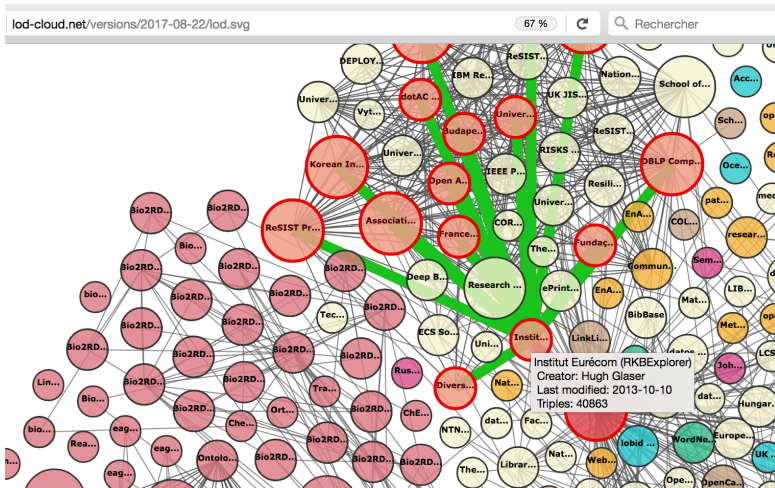 lod-cloud.net/versions/2017-08-22/lod.svg
67 %
Rechercher
DEPLOY...
IBM Re...
ReSIST...
Nation...
School of...
Acc...
Univer...
dotAC ...
UK JIS...
Vyt...
Univer...
Sch...
Budape...
ReSIST...
Korean In...
Univer...
IEEE P...
RISKS ...
DBLP Comp...
Oce...
Open A...
Resili...
Univer...
pat...
Bio2RD...
Bio2RD...
Associati...
COR...
EnA...
COL...
ReSIST Pr...
France...
The...
Fundaç...
resear...
Bio...
Bio2RD...
Bio2RD...
Bio2RD...
Deep B...
Commun...
Sem...
Research ...
ePrint...
EnA...
LIB...
bio...
Bio2RD...
Bio2RD...
Bio2RD...
Mat...
Tec...
BibBase
Bio2RD...
Bio2RD...
ECS So...
Met...
Bio2RD...
Bio2RD...
Bio2RD...
Uni...
Instit...
LinkLi...
Institut Eurécom (RKBExplorer)
Creator: Hugh Glaser
Last modified: 2013-10-10
Triples: 40863
Joh...
LCS
Lin...
Bio2RD...
Rus...
Divers...
Nat...
Tra...
Bio...
dat...
Hungar...
Bio2RD...
Ort...
ChE...
Che...
dat...
Fac...
bio...
eag...
NTN...
lobid ...
WordNe...
Europe...
Rea...
eag...
Nat...
UK ...
Ontolo...
Bio2RD...
Bio2RD...
Bio2RD...
Librar...
Web...
eag...
The...
Ope...
OpenCa...